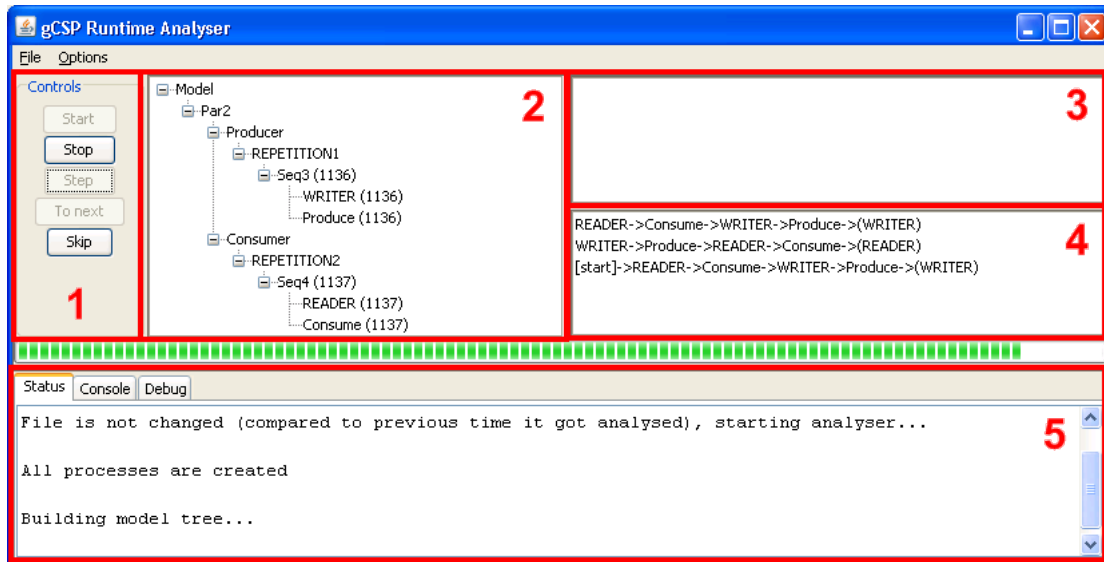 gCSP Runtime Analyser
File Options
Controls
Start
Stop
Step
To next
Skip
1
Model
Par2
Producer
REPETITION1
Seq3 (1136)
WRITER (1136)
Produce (1136)
Consumer
REPETITION2
Seq4 (1137)
READER (1137)
Consume (1137)
2
3
READER->Consume->WRITER->Produce->(WRITER)
WRITER->Produce->READER->Consume->(READER)
[start]->READER->Consume->WRITER->Produce->(WRITER)
4
Status Console Debug
File is not changed (compared to previous time it got analysed), starting analyser...
All processes are created
Building model tree...
5